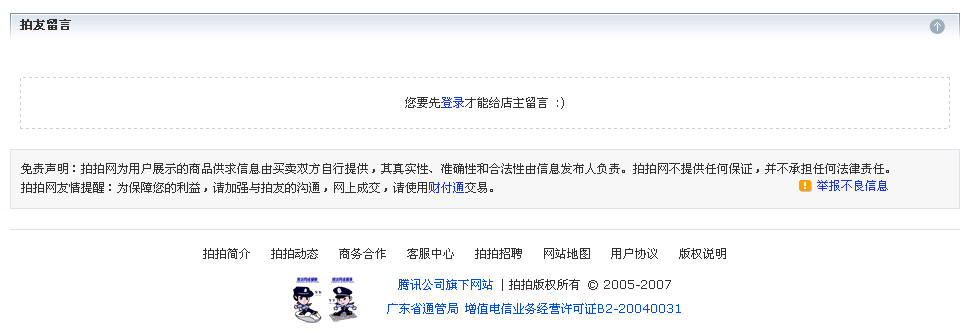 拍友留言
您要先登录才能给店主留言 :)
免责声明：拍拍网为用户展示的商品供求信息由买卖双方自行提供，其真实性、准确性和合法性由信息发布人负责。拍拍网不提供任何保证，并不承担任何法律责任。
拍拍网友情提醒：为保障您的利益，请加强与拍友的沟通，网上成交，请使用财付通交易。
举报不良信息
拍拍简介 拍拍动态 商务合作 客服中心 拍拍招聘 网站地图 用户协议 版权说明
腾讯公司旗下网站 | 拍拍版权所有 © 2005-2007
广东省通管局 增值电信业务经营许可证B2-20040031